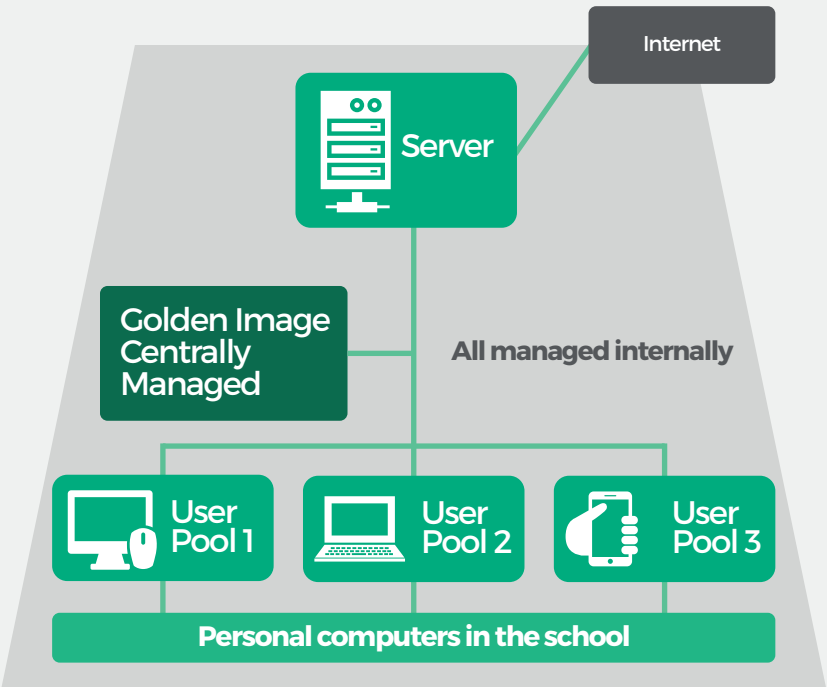 Internet
Server
Golden Image
Centrally
Managed
All managed internally
User
Pool 1
User
Pool 2
User
Pool 3
Personal computers in the school